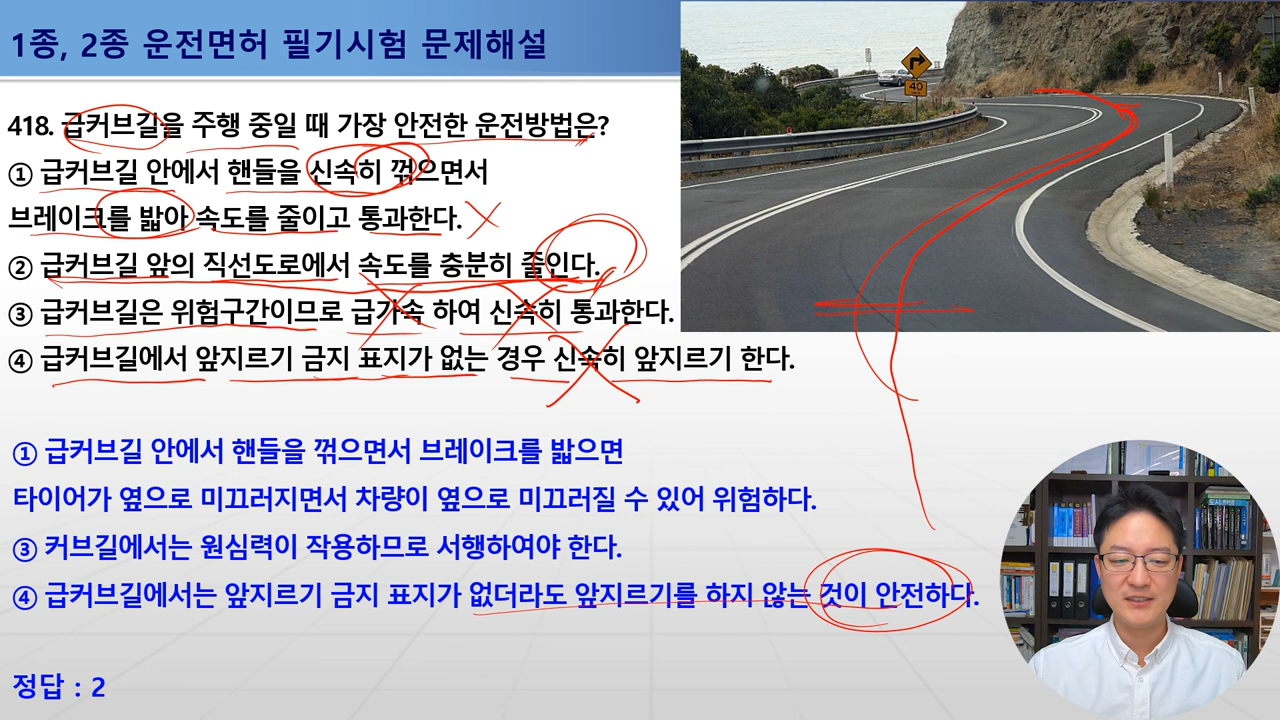 1종, 2종 운전면허 필기시험 문제해설
40
418. 급커브길을 주행 중일 때 가장 안전한 운전방법은?
① 급커브길 안에서 핸들을 신속히 꺾으면서
브레이크를 밟아 속도를 줄이고 통과한다.
② 급커브길 앞의 직선도로에서 속도를 충분히 줄인다.
③ 급커브길은 위험구간이므로 급가속 하여 신속히 통과한다.
④ 급커브길에서 앞지르기 금지 표지가 없는 경우 신속히 앞지르기 한다.
① 급커브길 안에서 핸들을 꺾으면서 브레이크를 밟으면
타이어가 옆으로 미끄러지면서 차량이 옆으로 미끄러질 수 있어 위험하다.
③ 커브길에서는 원심력이 작용하므로 서행하여야 한다.
④ 급커브길에서는 앞지르기 금지 표지가 없더라도 앞지르기를 하지 않는 것이 안전하다.
정답 : 2